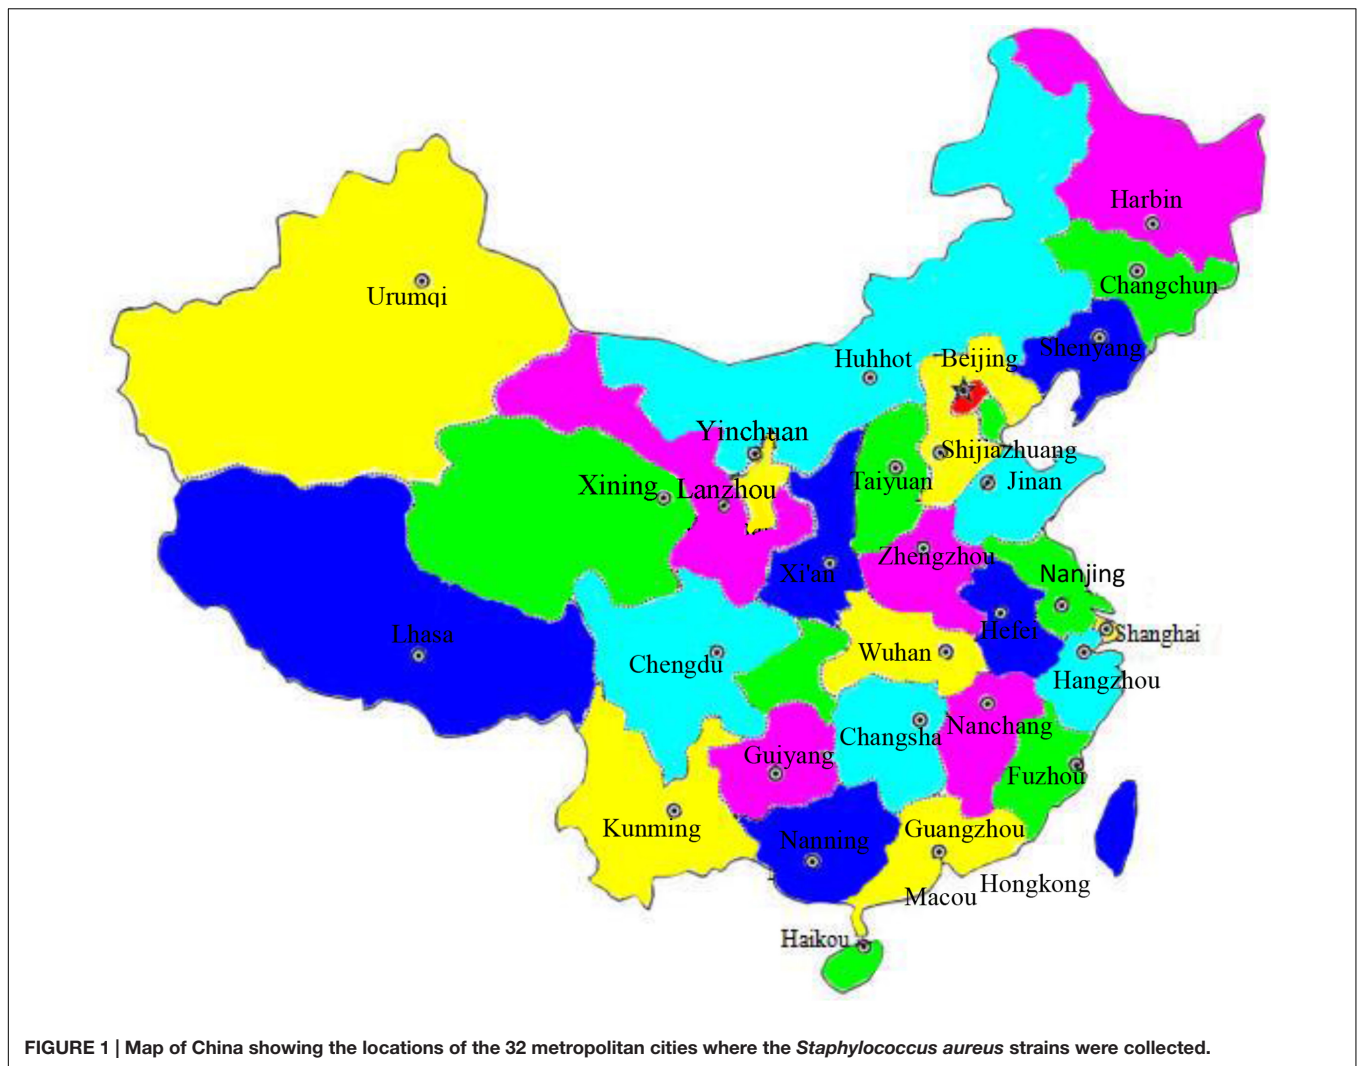 Harbin
Changchun
Urumqi
Shenyang
Huhhot
Beijing
Yinchuan
Shijiazhuang
Taiyuan
Jinan
Xining
Lanzhou
Zhengzhou
Xi'an
Nanjing
Hefei
Shanghai
Lhasa
Wuhan
Chengdu
Hangzhou
Nanchang
Changsha
Guiyang
Fuzhou
Kunming
Guangzhou
Nanning
Hongkong
Macou
Haikou
FIGURE 1 | Map of China showing the locations of the 32 metropolitan cities where the Staphylococcus aureus strains were collected.